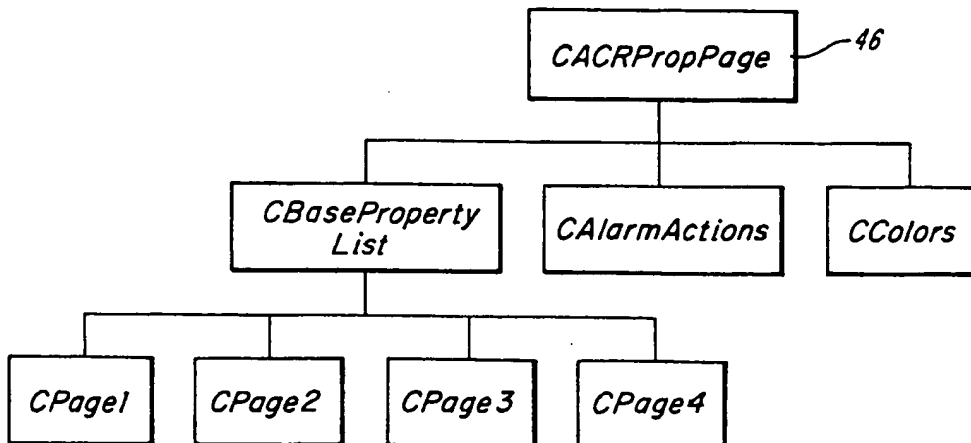 CACRPropPage
46
CBaseProperty
List
CAlarmActions
CColors
CPage1
CPage2
CPage3
CPage4